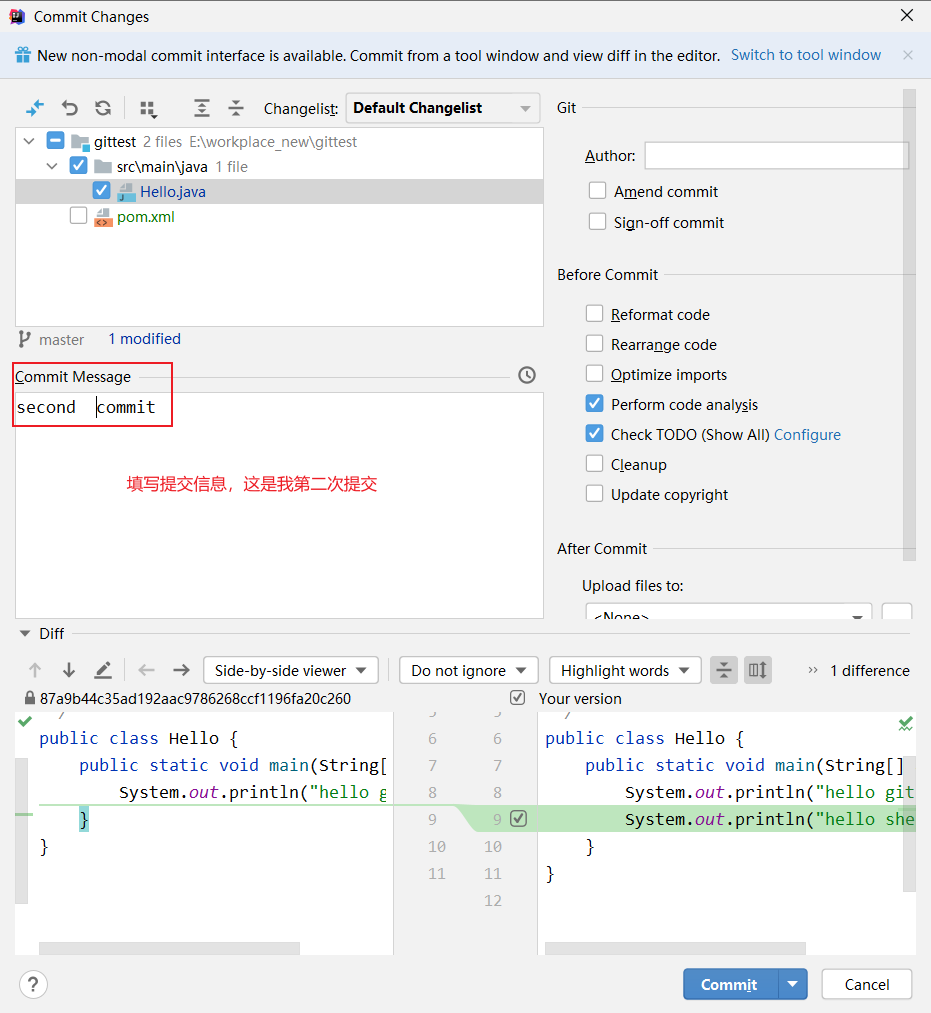 Commit Changes
New non-modal commit interface is available. Commit from a tool window and view diff in the editor. Switch to tool window
Changelist: Default Changelist
gittest 2 files E:\workplace_new\gittest
src\main\java 1 file
Hello.java
pom.xml
master 1 modified
Commit Message
second commit
填写提交信息，这是我第二次提交
Git
Author:
Amend commit
Sign-off commit
Before Commit
Reformat code
Rearrange code
Optimize imports
Perform code analysis
Check TODO (Show All) Configure
Cleanup
Update copyright
After Commit
Upload files to:
<None>
Diff
Side-by-side viewer Do not ignore Highlight words 1 difference
87a9b44c35ad192aac9786268ccf1196fa20c260 Your version
public class Hello { 6 6 public class Hello {
public static void main(String[ 7 7 public static void main(String[]
System.out.println("hello g 8 8 System.out.println("hello git
} 9 9 System.out.println("hello she
} 10 10 }
11 11 }
12
? Commit Cancel